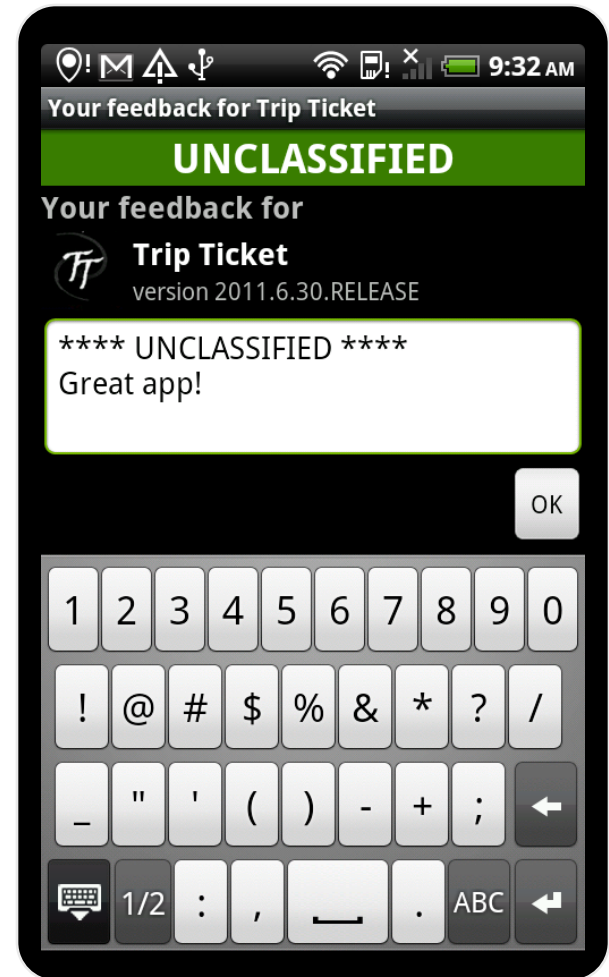 9:32 AM
Your feedback for Trip Ticket
UNCLASSIFIED
Your feedback for
TT
Trip Ticket
version 2011.6.30.RELEASE
**** UNCLASSIFIED ****
Great app!
OK
1 2 3 4 5 6 7 8 9 0
! @ # $ % & * ? /
_ " ' ( ) - + ;
1/2 : , . ABC